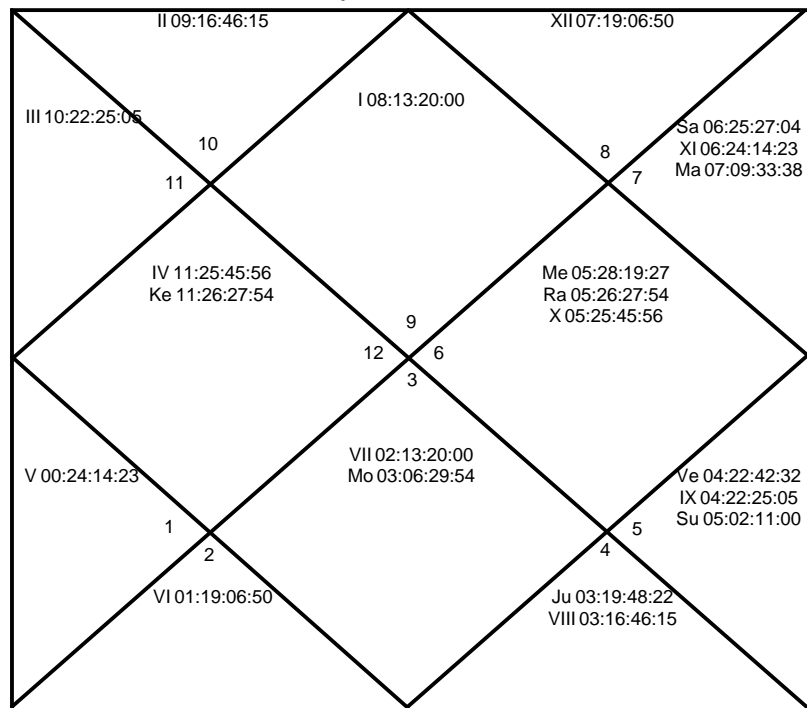 II 09:16:46:15
XII 07:19:06:50
I 08:13:20:00
III 10:22:25:05
Sa 06:25:27:04
XI 06:24:14:23
Ma 07:09:33:38
10
8
11
7
IV 11:25:45:56
Ke 11:26:27:54
Me 05:28:19:27
Ra 05:26:27:54
X 05:25:45:56
9
12
6
3
VII 02:13:20:00
Mo 03:06:29:54
V 00:24:14:23
Ve 04:22:42:32
IX 04:22:25:05
Su 05:02:11:00
1
5
2
4
VI 01:19:06:50
Ju 03:19:48:22
VIII 03:16:46:15